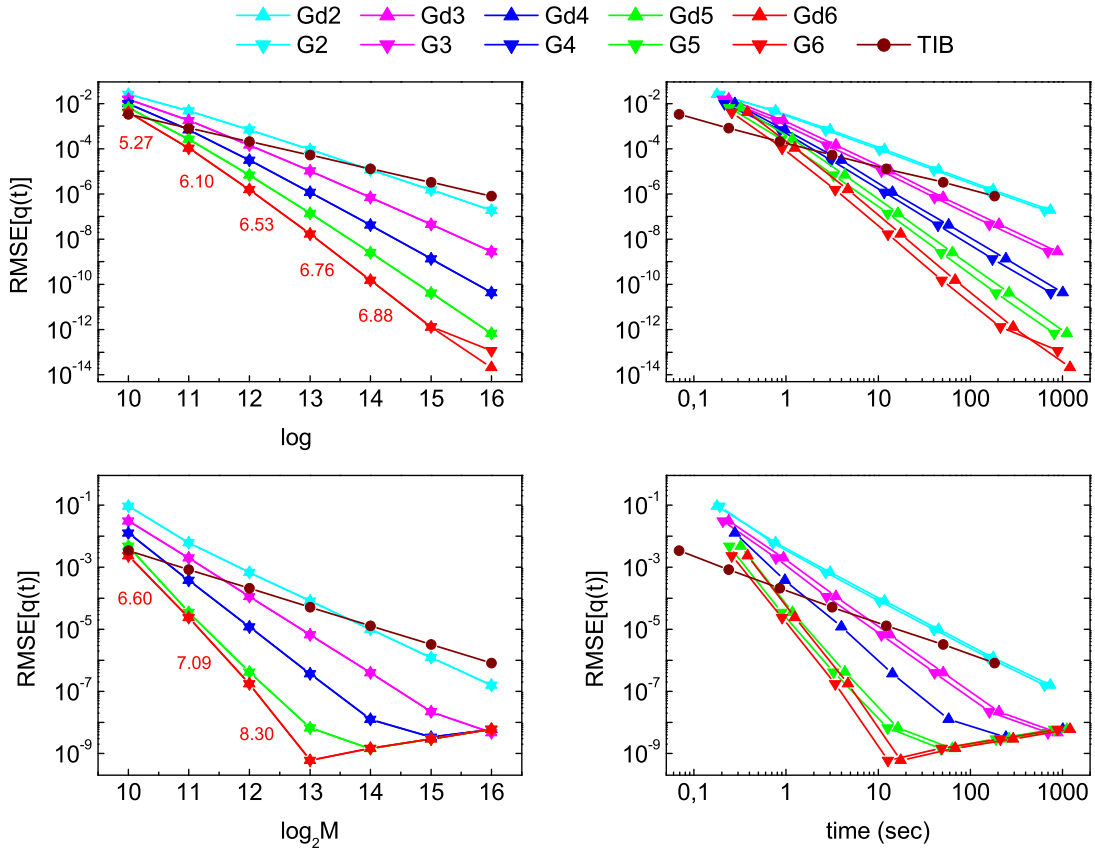 Gd2 Gd3 Gd4 Gd5 Gd6
G2 G3 G4 G5 G6 TIB
RMSE[q(t)]
10^-2
10^-4
10^-6
10^-8
10^-10
10^-12
10^-14
5.27
6.10
6.53
6.76
6.88
10 11 12 13 14 15 16
log
RMSE[q(t)]
10^-2
10^-4
10^-6
10^-8
10^-10
10^-12
10^-14
0,1 1 10 100 1000
RMSE[q(t)]
10^-1
10^-3
10^-5
10^-7
10^-9
6.60
7.09
8.30
10 11 12 13 14 15 16
log₂M
RMSE[q(t)]
10^-1
10^-3
10^-5
10^-7
10^-9
0,1 1 10 100 1000
time (sec)